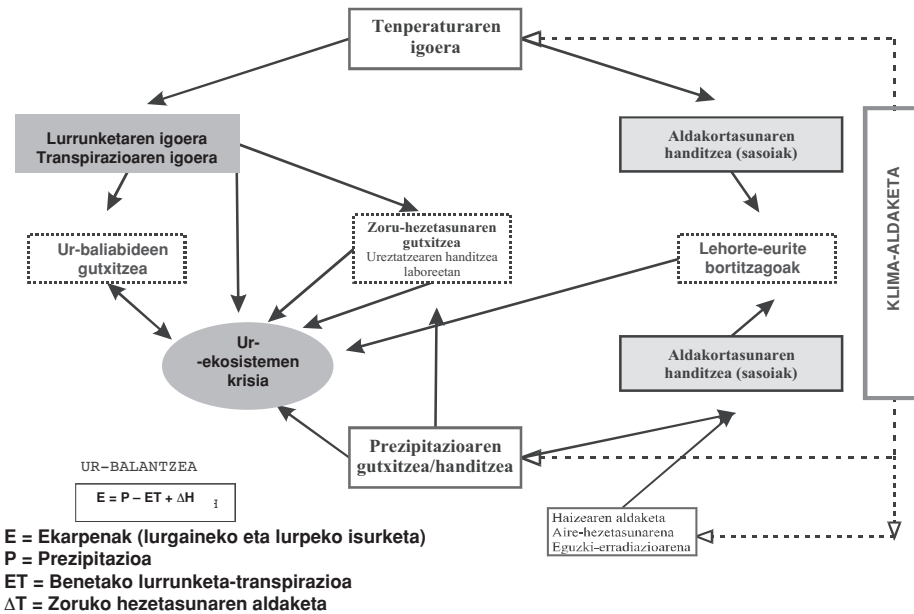 Tenperaturaren
igoera
Lurrunketaren igoera
Transpirazioaren igoera
Aldakortasunaren
handitzea (sasoiak)
KLIMA-ALDAKETA
Ur-baliabideen
gutxitzea
Zoru-hezetasunaren
gutxitzea
Ureztatzearen handitzea
laboreetan
Lehorte-eurite
bortitzagoak
Ur-
-ekosistemen
krisia
Aldakortasunaren
handitzea (sasoiak)
Prezipitazioaren
gutxitzea/handitzea
UR-BALANTZEA
E = P – ET + ΔH
Haizearen aldaketa
Aire-hezetasunarena
Eguzki-erradiazioarena
E = Ekarpenak (lurgaineko eta lurpeko isurketa)
P = Prezipitazioa
ET = Benetako lurrunketa-transpirazioa
ΔT = Zoruko hezetasunaren aldaketa